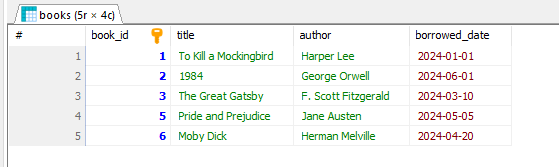 books (5r × 4c)
# book_id title author borrowed_date
1 1 To Kill a Mockingbird Harper Lee 2024-01-01
2 2 1984 George Orwell 2024-06-01
3 3 The Great Gatsby F. Scott Fitzgerald 2024-03-10
4 5 Pride and Prejudice Jane Austen 2024-05-05
5 6 Moby Dick Herman Melville 2024-04-20